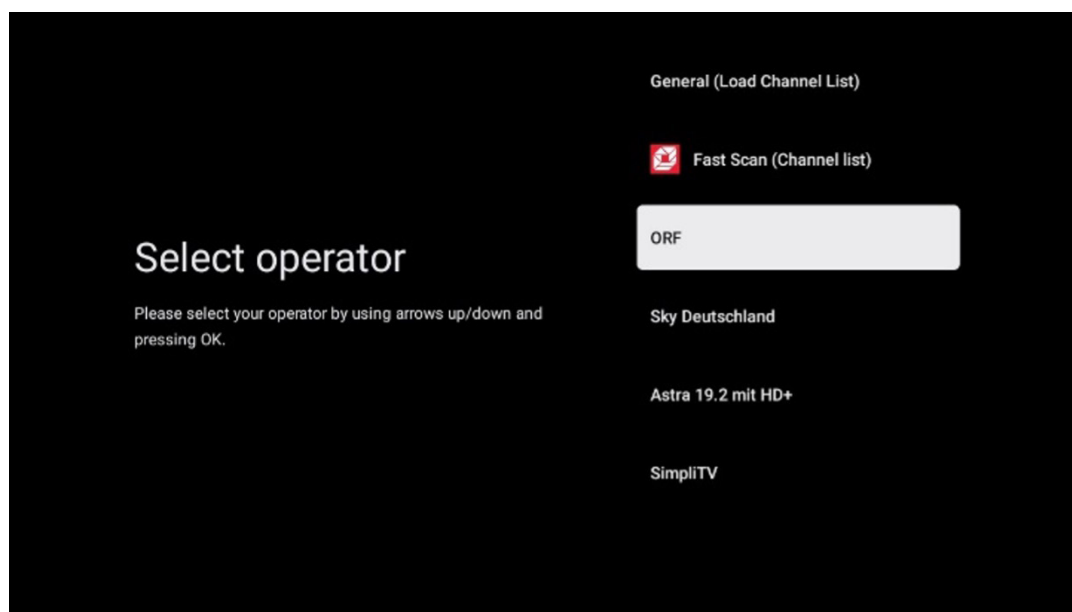 General (Load Channel List)
Fast Scan (Channel list)
ORF
Select operator
Please select your operator by using arrows up/down and
pressing OK.
Sky Deutschland
Astra 19.2 mit HD+
SimpliTV